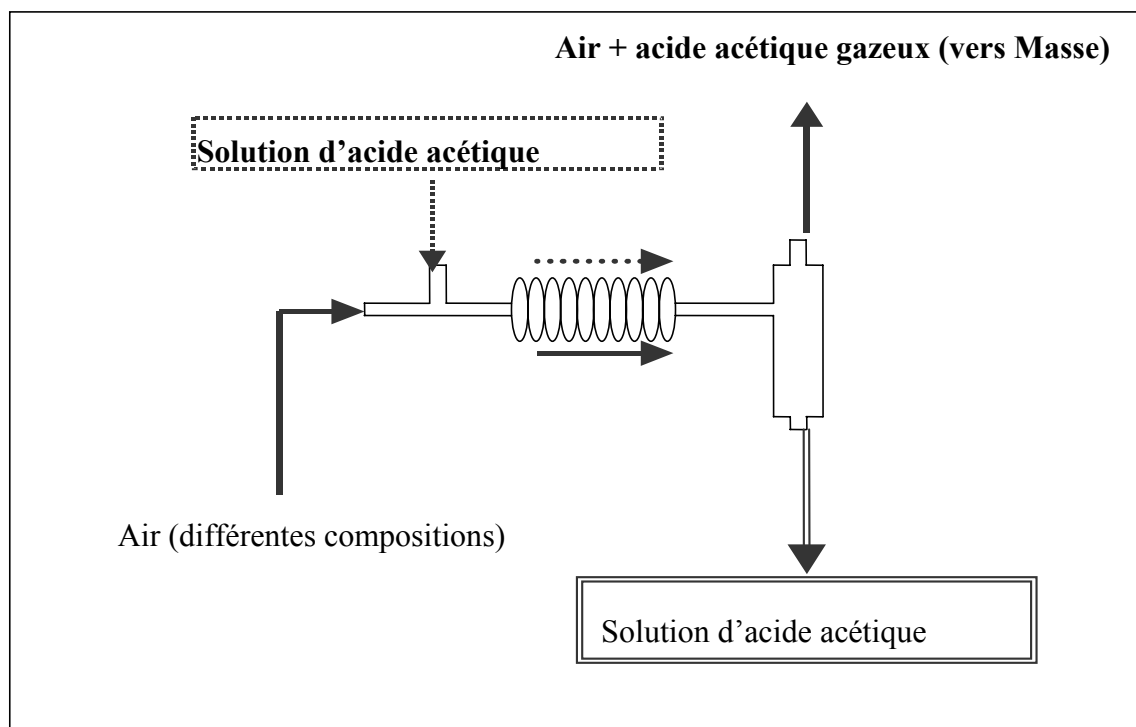 Air + acide acétique gazeux (vers Masse)
Solution d’acide acétique
Air (différentes compositions)
Solution d’acide acétique